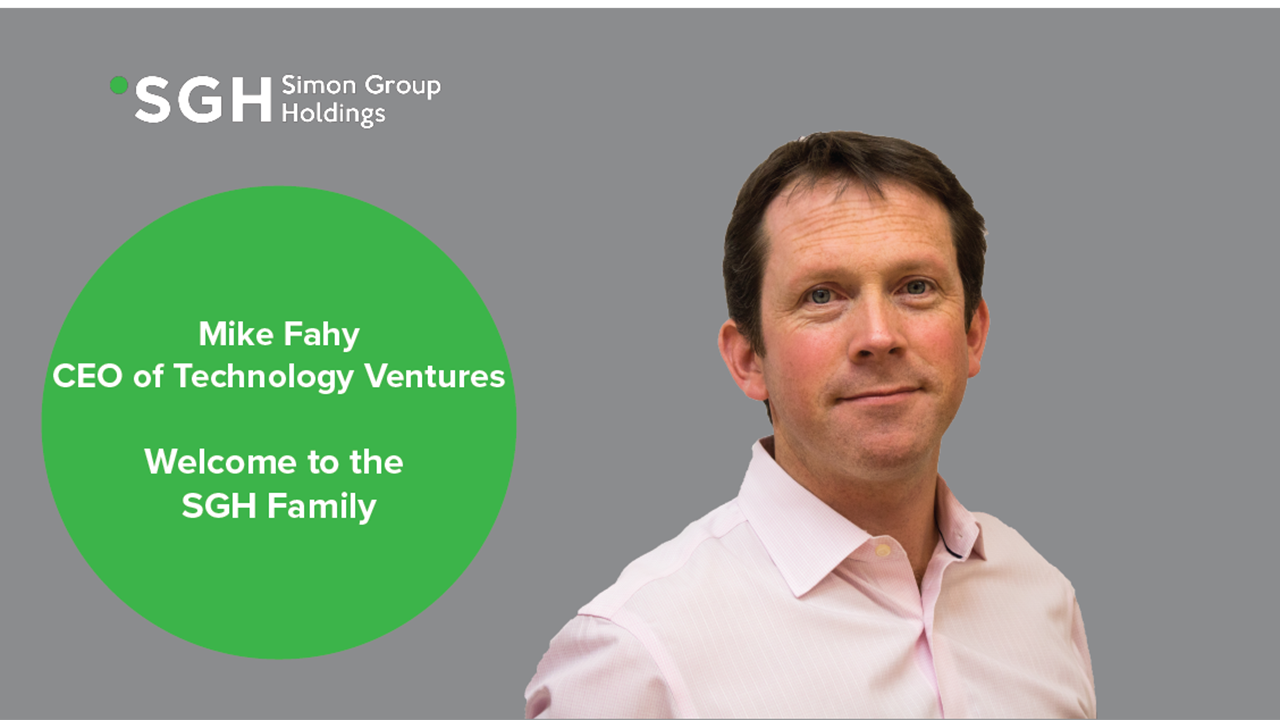 SGH Simon Group
Holdings
Mike Fahy
CEO of Technology Ventures
Welcome to the
SGH Family